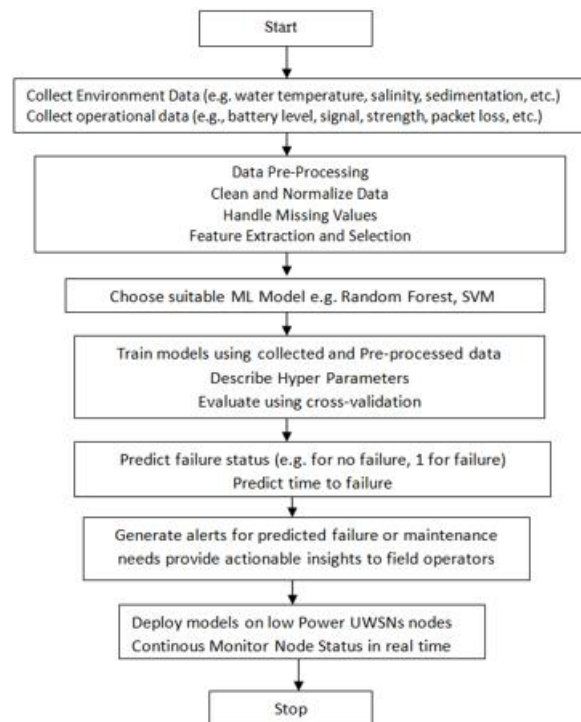 Start
Collect Environment Data (e.g. water temperature, salinity, sedimentation, etc.)
Collect operational data (e.g., battery level, signal, strength, packet loss, etc.)
Data Pre-Processing
Clean and Normalize Data
Handle Missing Values
Feature Extraction and Selection
Choose suitable ML Model e.g. Random Forest, SVM
Train models using collected and Pre-processed data
Describe Hyper Parameters
Evaluate using cross-validation
Predict failure status (e.g. for no failure, 1 for failure)
Predict time to failure
Generate alerts for predicted failure or maintenance
needs provide actionable insights to field operators
Deploy models on low Power UWSNs nodes
Continous Monitor Node Status in real time
Stop